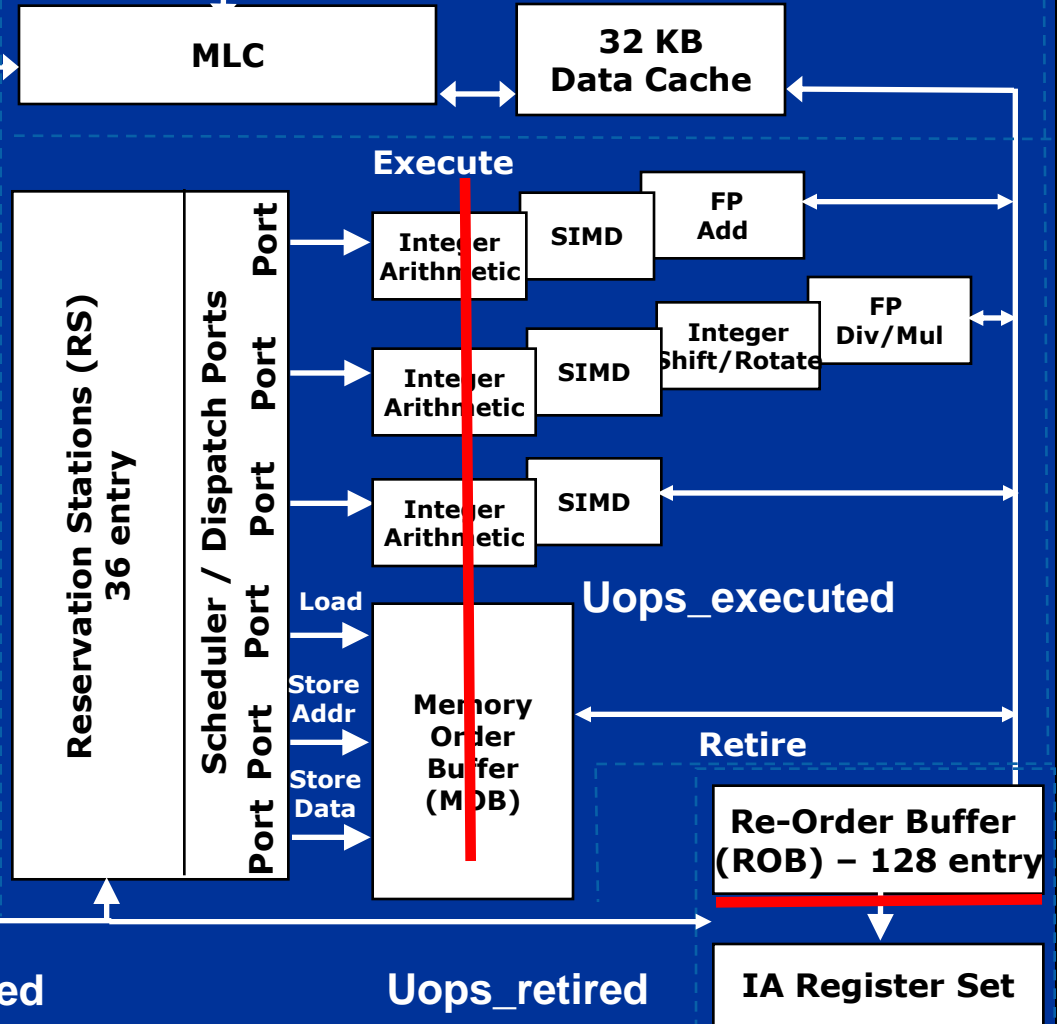 MLC
32 KB
Data Cache
Execute
Reservation Stations (RS)
36 entry
Scheduler / Dispatch Ports
Port
Port
Port
Port
Port
Port
Integer
Arithmetic
SIMD
FP
Add
Integer
Arithmetic
SIMD
Integer
Shift/Rotate
FP
Div/Mul
Integer
Arithmetic
SIMD
Load
Store
Addr
Store
Data
Memory
Order
Buffer
(MOB)
Uops_executed
Retire
Re-Order Buffer
(ROB) – 128 entry
IA Register Set
ed
Uops_retired